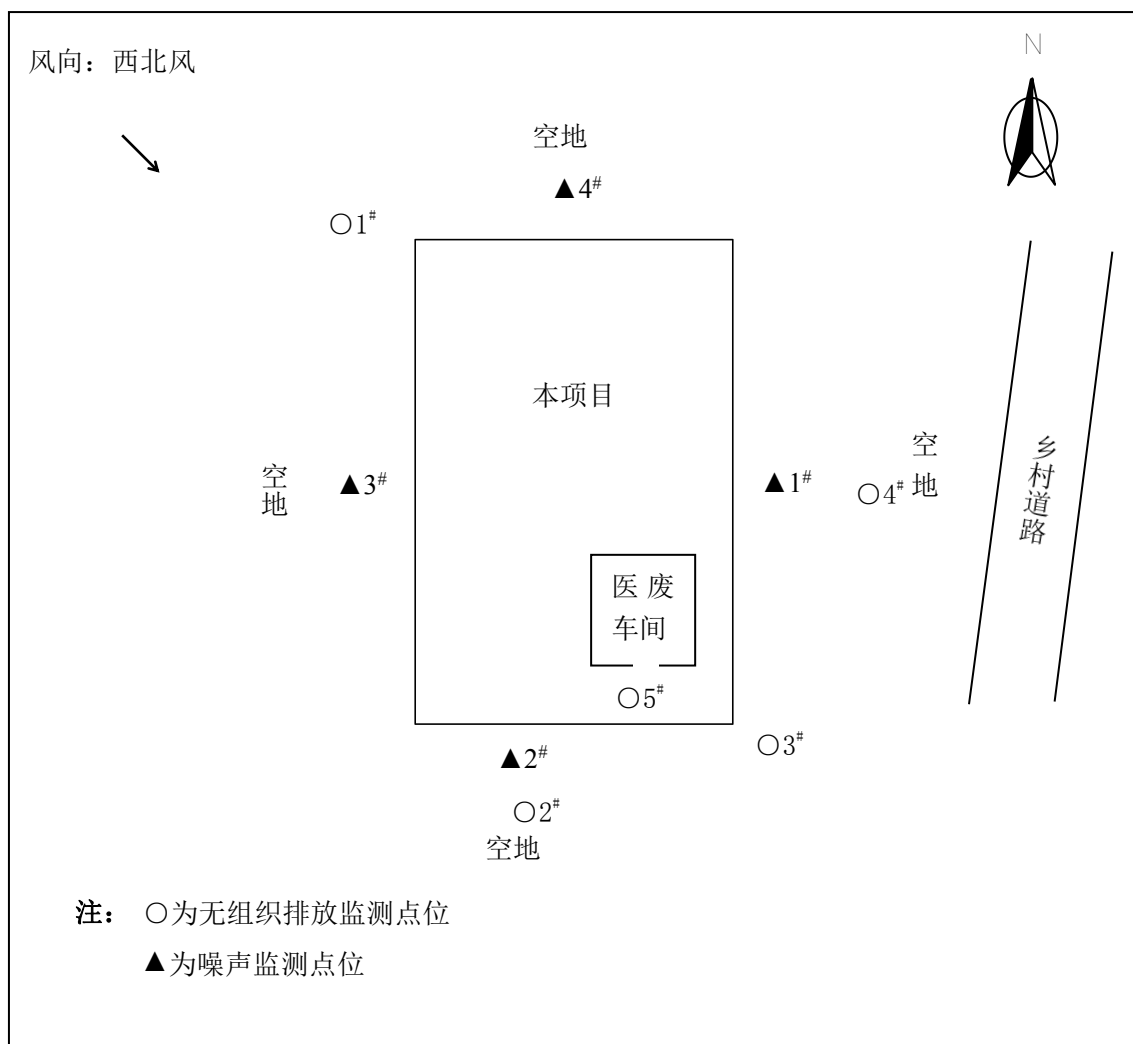 风向：西北风
N
空地
▲4#
○1#
本项目
空地
▲3#
▲1#
○4#
空地
乡村道路
医废
车间
○5#
○3#
▲2#
○2#
空地
注： ○为无组织排放监测点位
▲为噪声监测点位